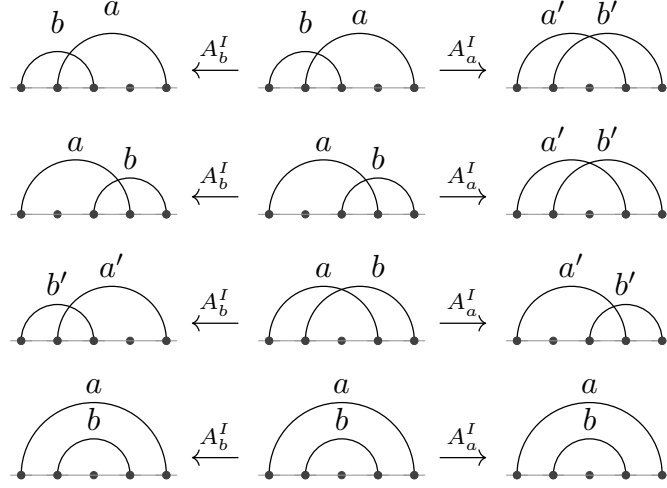 b a A_b^I b a A_a^I a′ b′
a b A_b^I a b A_a^I a′ b′
b′ a′ A_b^I a b A_a^I a′ b′
a b A_b^I a b A_a^I a b